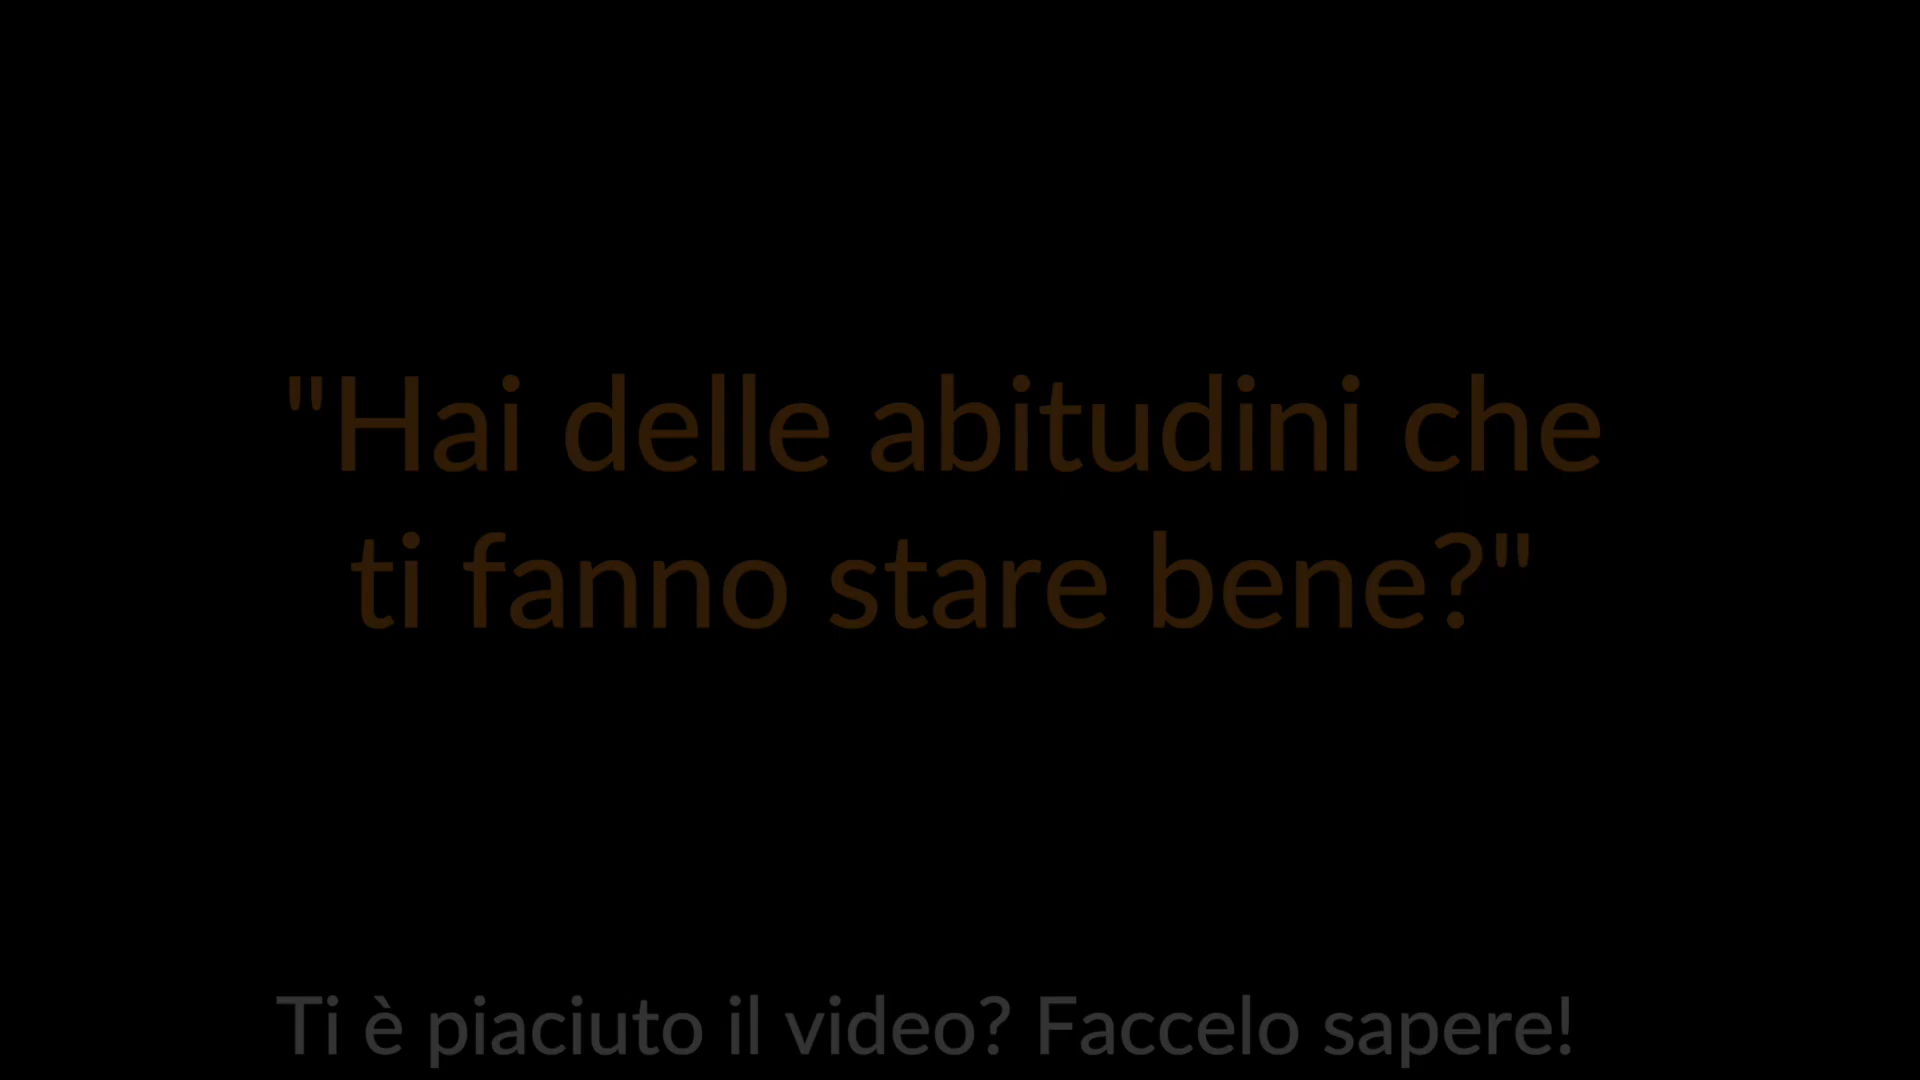 "Hai delle abitudini che
ti fanno stare bene?"
Ti è piaciuto il video? Faccelo sapere!